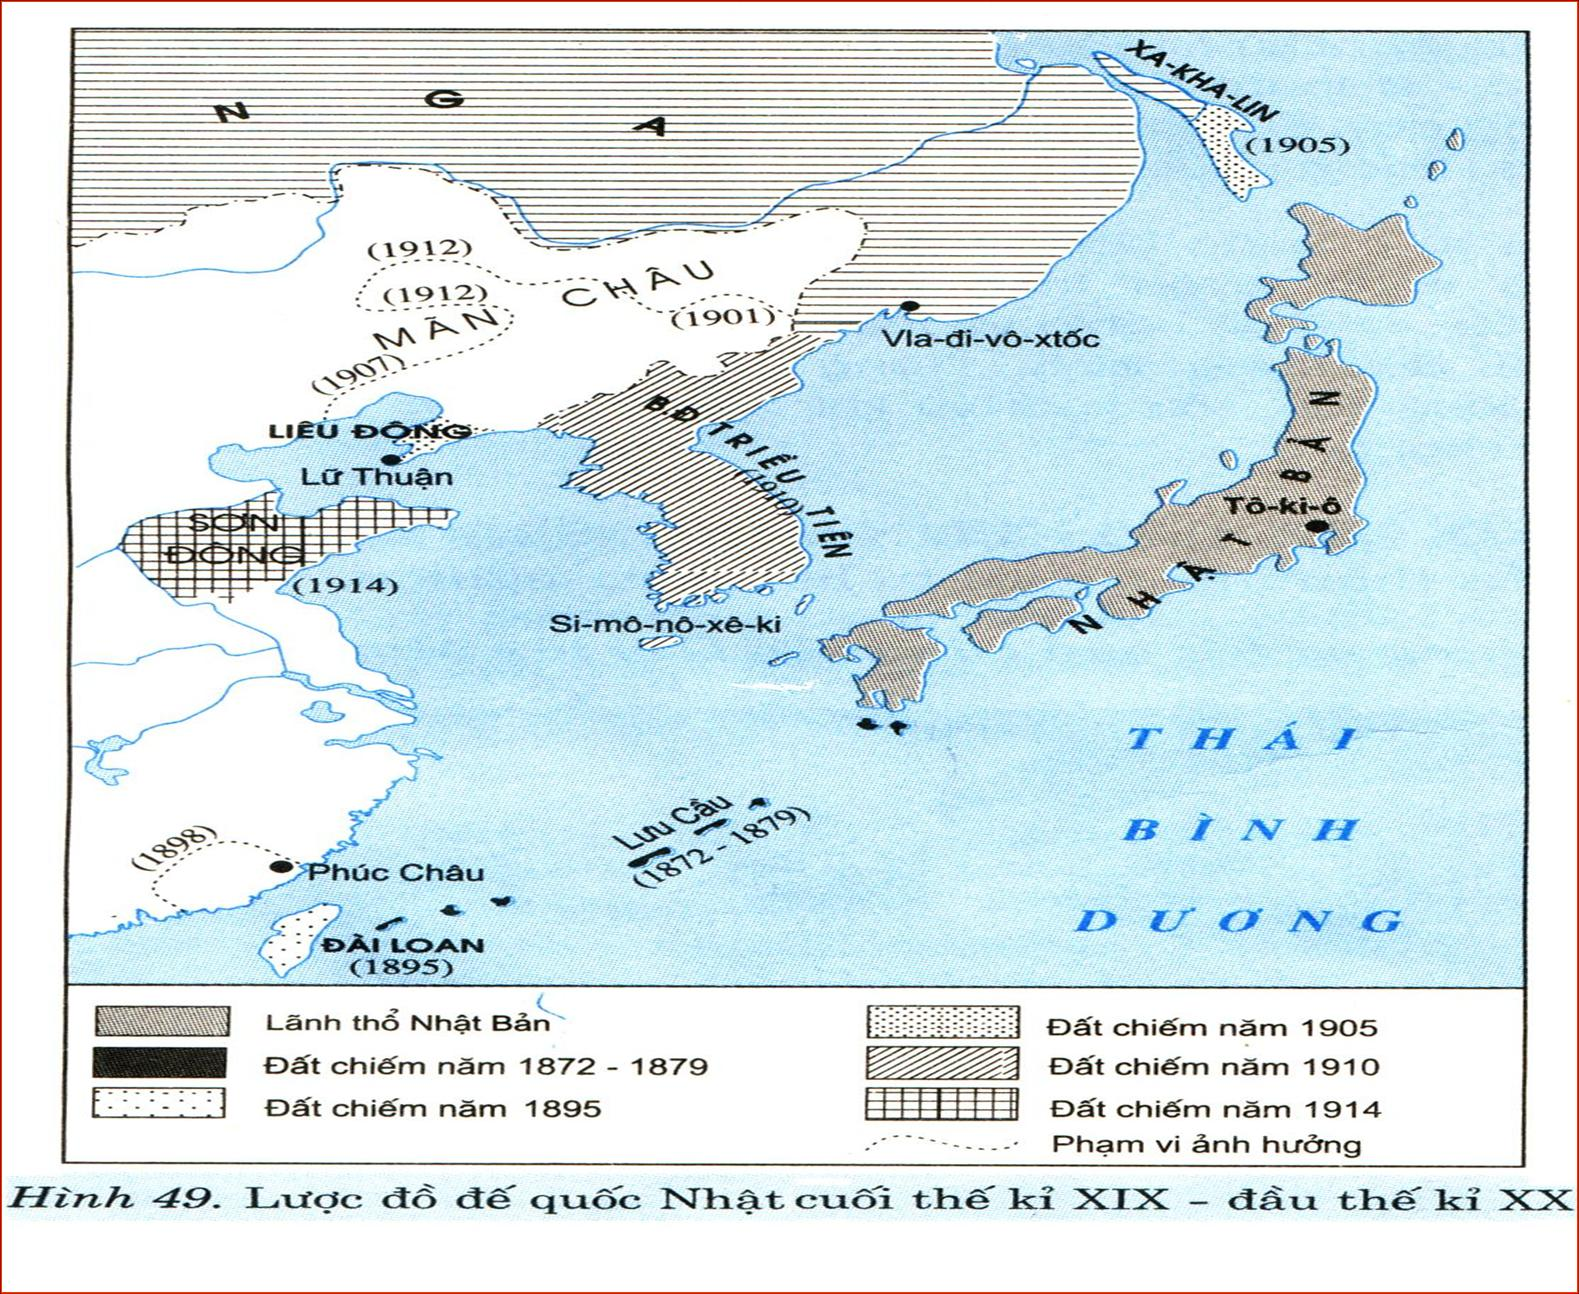 NGA
XA-KHA-LIN
(1905)
(1912)
(1912)
MÃN CHÂU
(1901)
Vla-đi-vô-xtốc
(1907)
LIÊU ĐÔNG
Lữ Thuận
B.Đ TRIỀU TIÊN
(1910)
SƠN
ĐÔNG
(1914)
Si-mô-nô-xê-ki
NHẬT BẢN
Tô-ki-ô
THÁI
BÌNH
DƯƠNG
Lưu Cầu
(1872 - 1879)
(1898)
Phúc Châu
ĐÀI LOAN
(1895)
Lãnh thổ Nhật Bản
Đất chiếm năm 1872 - 1879
Đất chiếm năm 1895
Đất chiếm năm 1905
Đất chiếm năm 1910
Đất chiếm năm 1914
Phạm vi ảnh hưởng
Hình 49. Lược đồ đế quốc Nhật cuối thế kỉ XIX - đầu thế kỉ XX